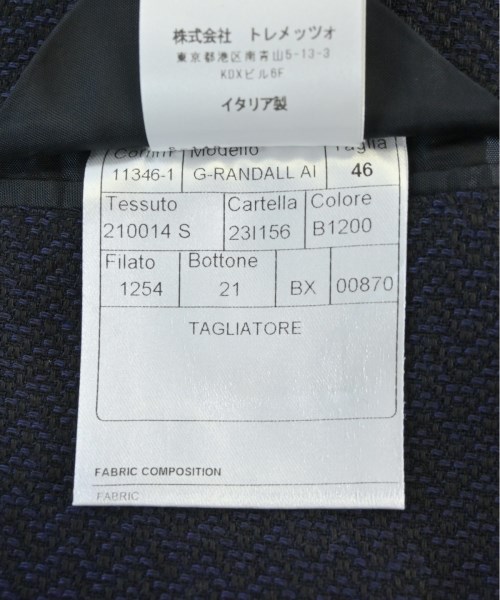 株式会社 トレメッツォ
東京都港区南青山5-13-3
KDXビル6F
イタリア製
Comm Modello Taglia
11346-1 G-RANDALL AI 46
Tessuto Cartella Colore
210014 S 23I156 B1200
Filato Bottone
1254 21 BX 00870
TAGLIATORE
FABRIC COMPOSITION
FABRIC